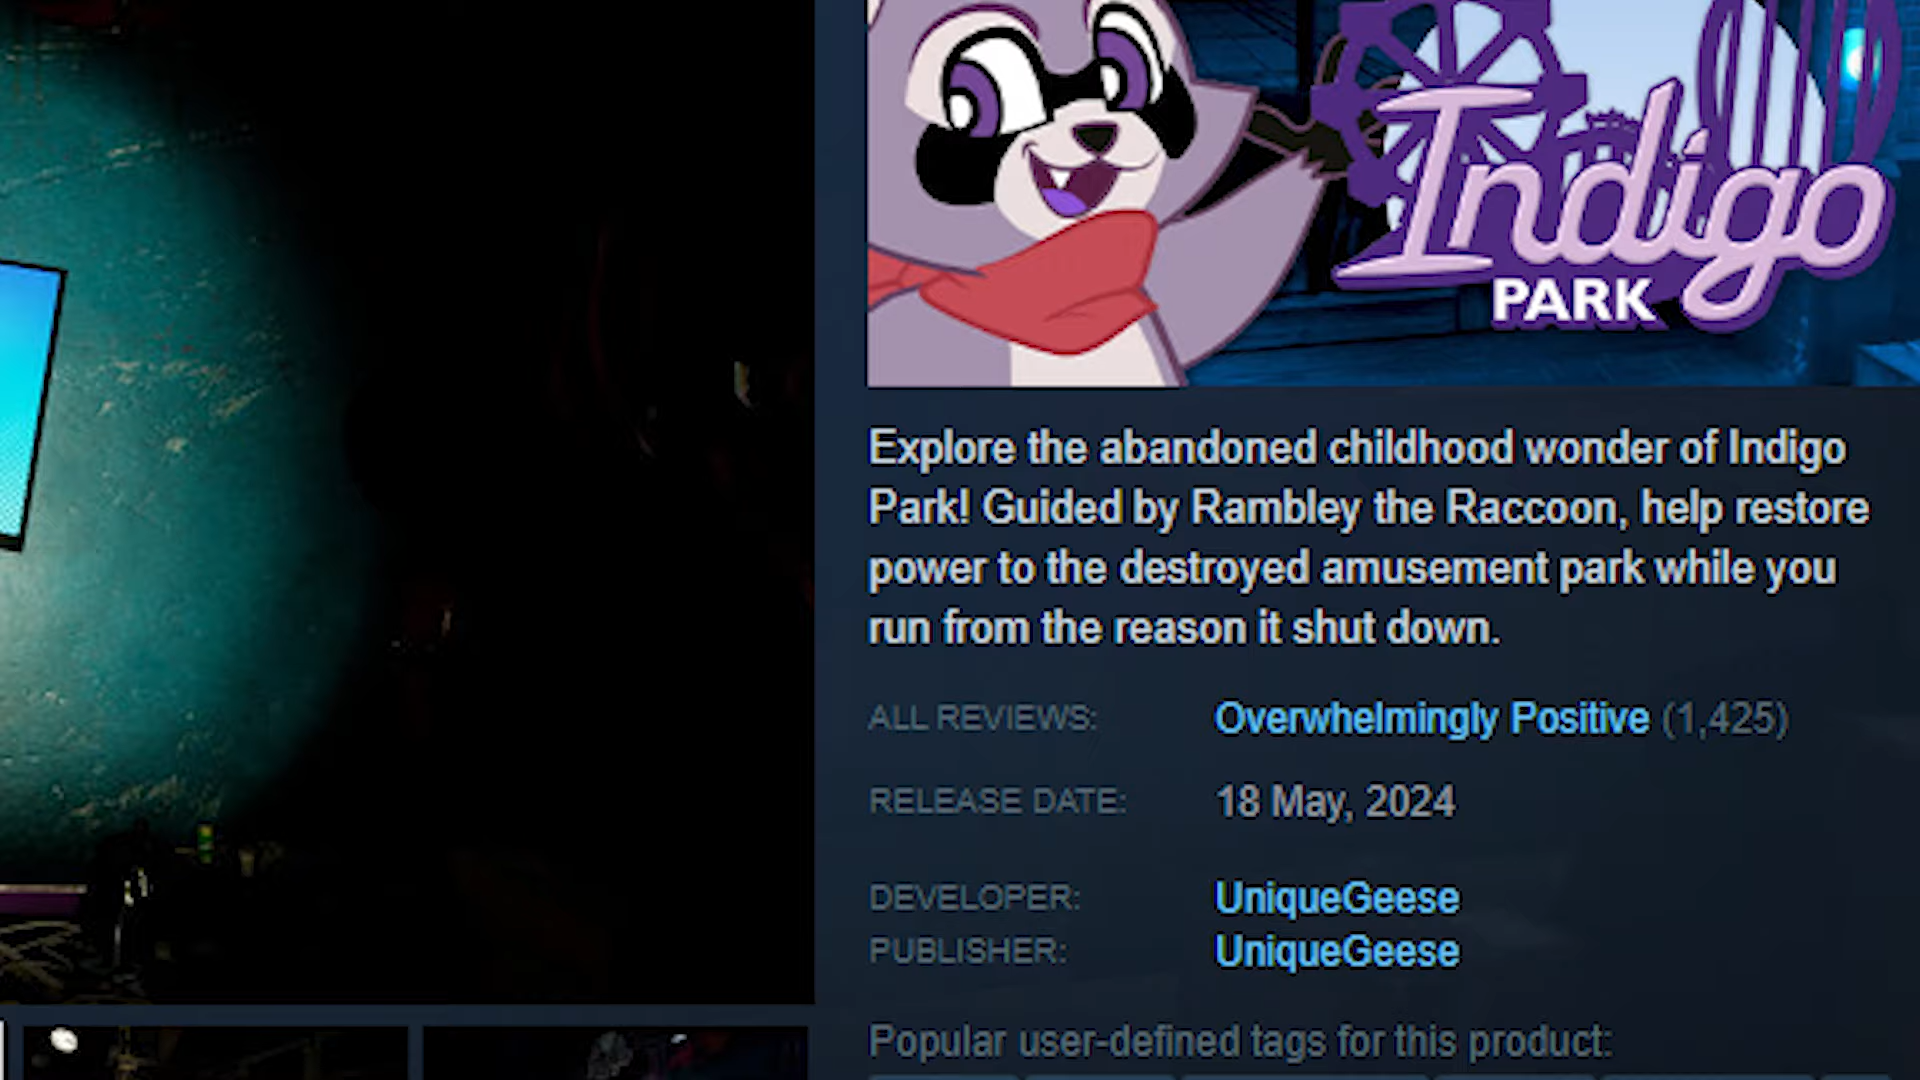 Indigo
PARK
Explore the abandoned childhood wonder of Indigo
Park! Guided by Rambley the Raccoon, help restore
power to the destroyed amusement park while you
run from the reason it shut down.
ALL REVIEWS: Overwhelmingly Positive (1,425)
RELEASE DATE: 18 May, 2024
DEVELOPER: UniqueGeese
PUBLISHER: UniqueGeese
Popular user-defined tags for this product: